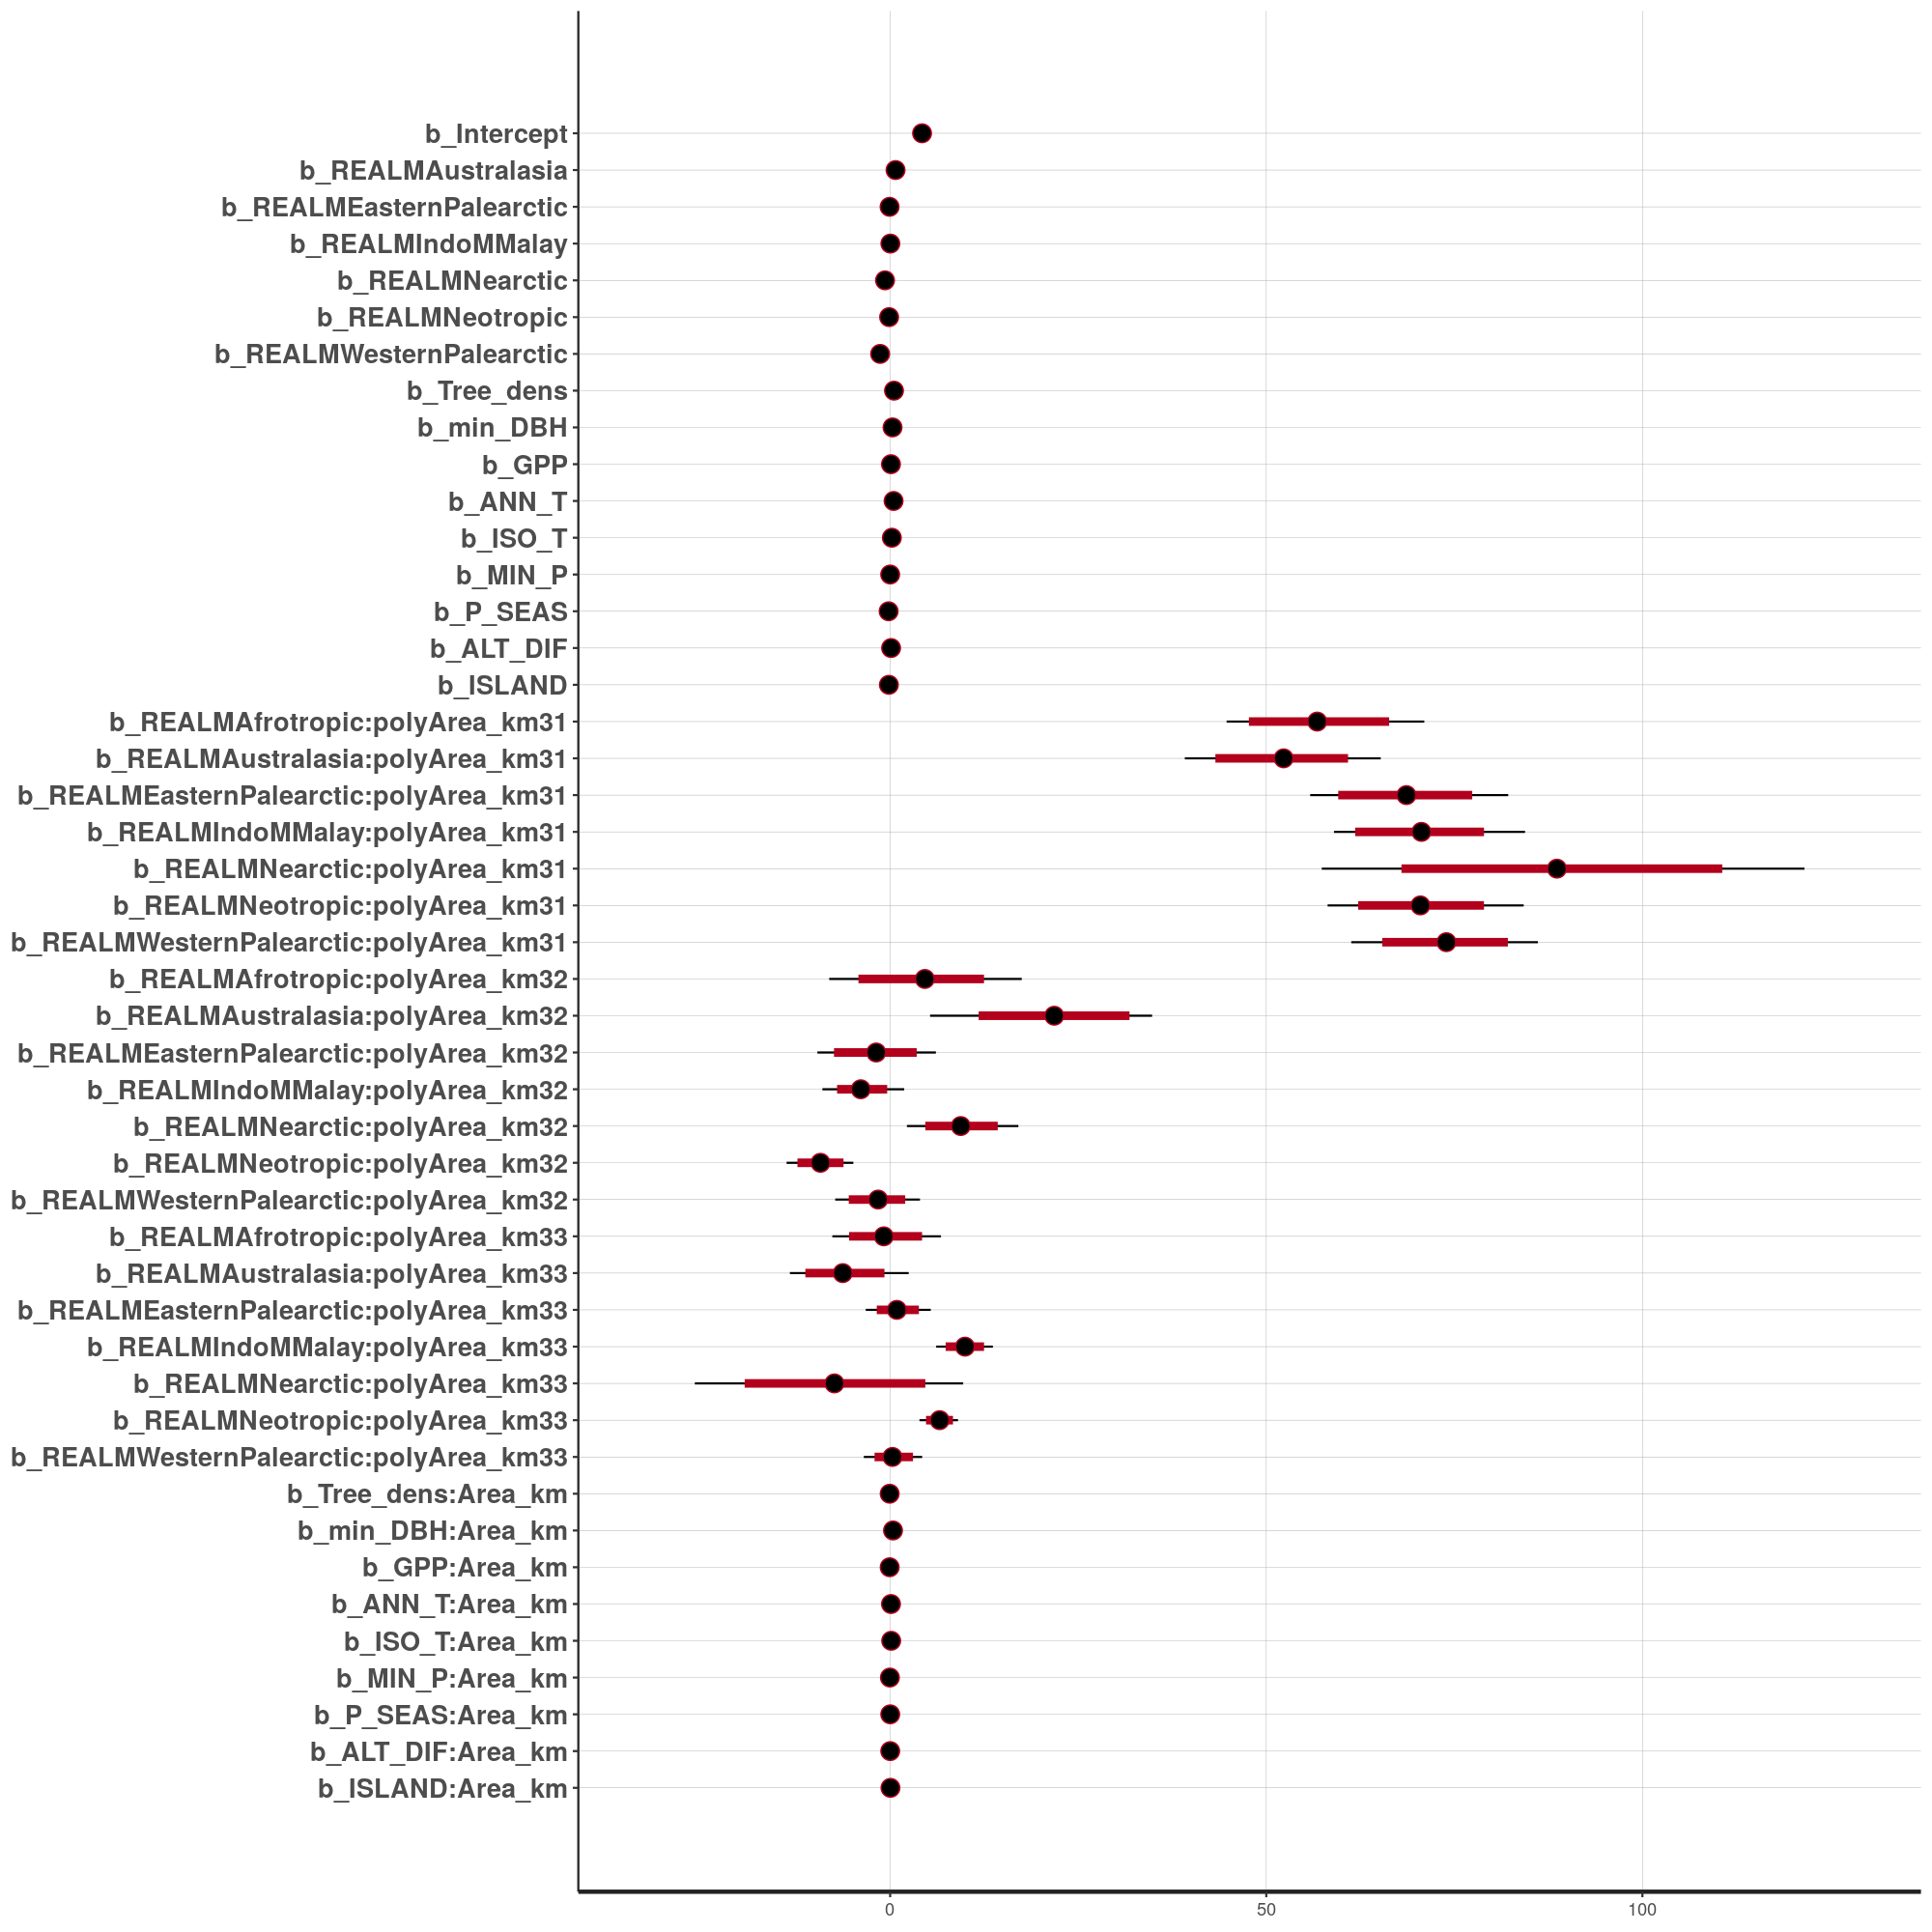 b_Intercept
b_REALMAustralasia
b_REALMEasternPalearctic
b_REALMIndoMMalay
b_REALMNearctic
b_REALMNeotropic
b_REALMWesternPalearctic
b_Tree_dens
b_min_DBH
b_GPP
b_ANN_T
b_ISO_T
b_MIN_P
b_P_SEAS
b_ALT_DIF
b_ISLAND
b_REALMAfrotropic:polyArea_km31
b_REALMAustralasia:polyArea_km31
b_REALMEasternPalearctic:polyArea_km31
b_REALMIndoMMalay:polyArea_km31
b_REALMNearctic:polyArea_km31
b_REALMNeotropic:polyArea_km31
b_REALMWesternPalearctic:polyArea_km31
b_REALMAfrotropic:polyArea_km32
b_REALMAustralasia:polyArea_km32
b_REALMEasternPalearctic:polyArea_km32
b_REALMIndoMMalay:polyArea_km32
b_REALMNearctic:polyArea_km32
b_REALMNeotropic:polyArea_km32
b_REALMWesternPalearctic:polyArea_km32
b_REALMAfrotropic:polyArea_km33
b_REALMAustralasia:polyArea_km33
b_REALMEasternPalearctic:polyArea_km33
b_REALMIndoMMalay:polyArea_km33
b_REALMNearctic:polyArea_km33
b_REALMNeotropic:polyArea_km33
b_REALMWesternPalearctic:polyArea_km33
b_Tree_dens:Area_km
b_min_DBH:Area_km
b_GPP:Area_km
b_ANN_T:Area_km
b_ISO_T:Area_km
b_MIN_P:Area_km
b_P_SEAS:Area_km
b_ALT_DIF:Area_km
b_ISLAND:Area_km
0 50 100